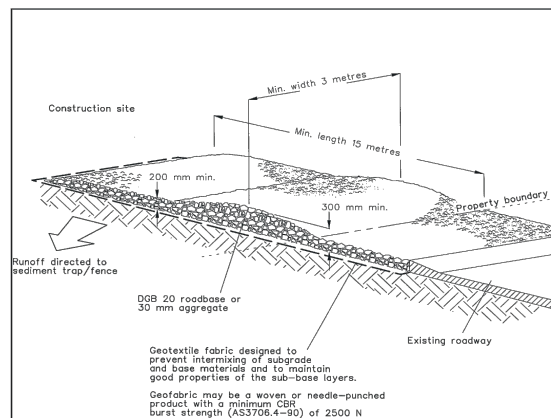 Min. width 3 metres
Construction site
Min. length 15 metres
200 mm min.
300 mm min.
Property boundary
Runoff directed to
sediment trap/fence
DGB 20 roadbase or
30 mm aggregate
Existing roadway
Geotextile fabric designed to
prevent intermixing of subgrade
and base materials and to maintain
good properties of the sub-base layers.
Geofabric may be a woven or needle-punched
product with a minimum CBR
burst strength (AS3706.4-90) of 2500 N